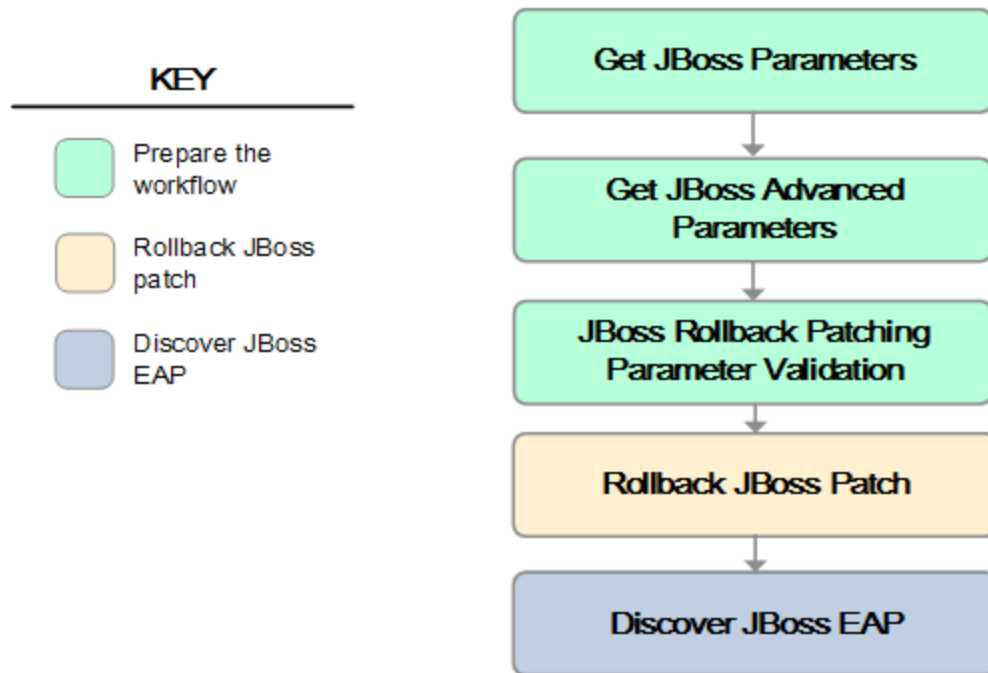 KEY
Prepare the
workflow
Rollback JBoss
patch
Discover JBoss
EAP
Get JBoss Parameters
Get JBoss Advanced
Parameters
JBoss Rollback Patching
Parameter Validation
Rollback JBoss Patch
Discover JBoss EAP